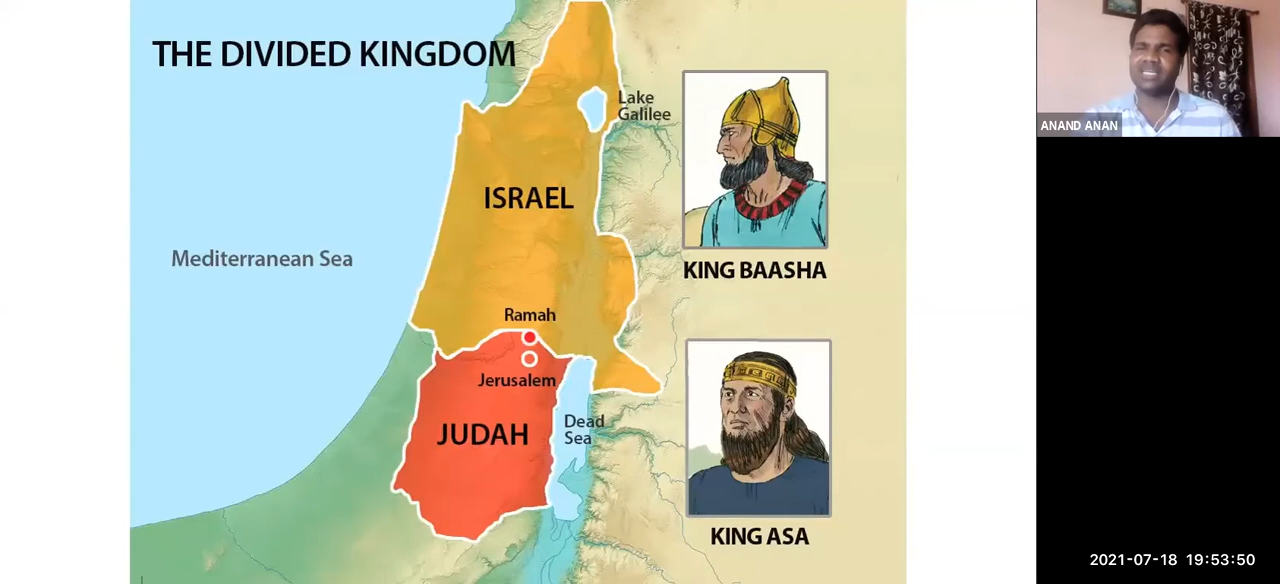 THE DIVIDED KINGDOM
Lake
Galilee
ISRAEL
Mediterranean Sea
KING BAASHA
Ramah
Jerusalem
JUDAH
Dead
Sea
KING ASA
ANAND ANAN
2021-07-18 19:53:50